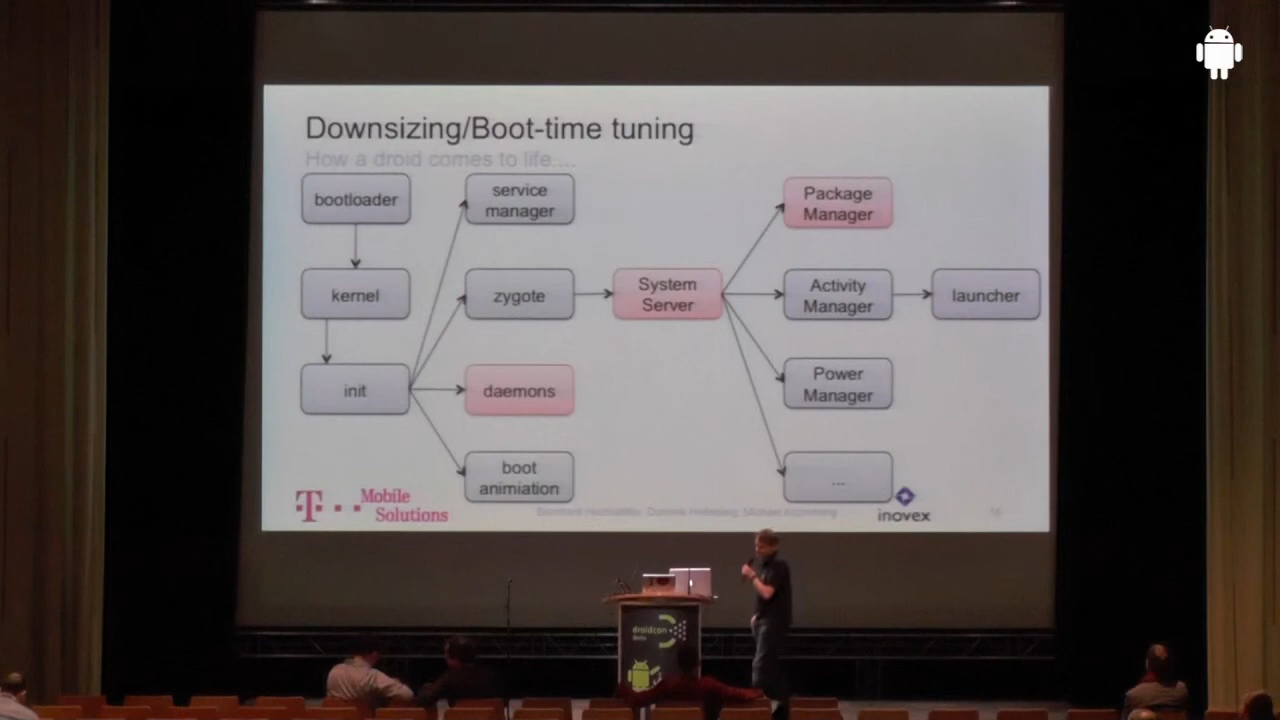 Downsizing/Boot-time tuning
How a droid comes to life....
bootloader
service
manager
Package
Manager
kernel
zygote
System
Server
Activity
Manager
launcher
init
daemons
Power
Manager
boot
animiation
...
T
Mobile
Solutions
inovex
16
droidcon